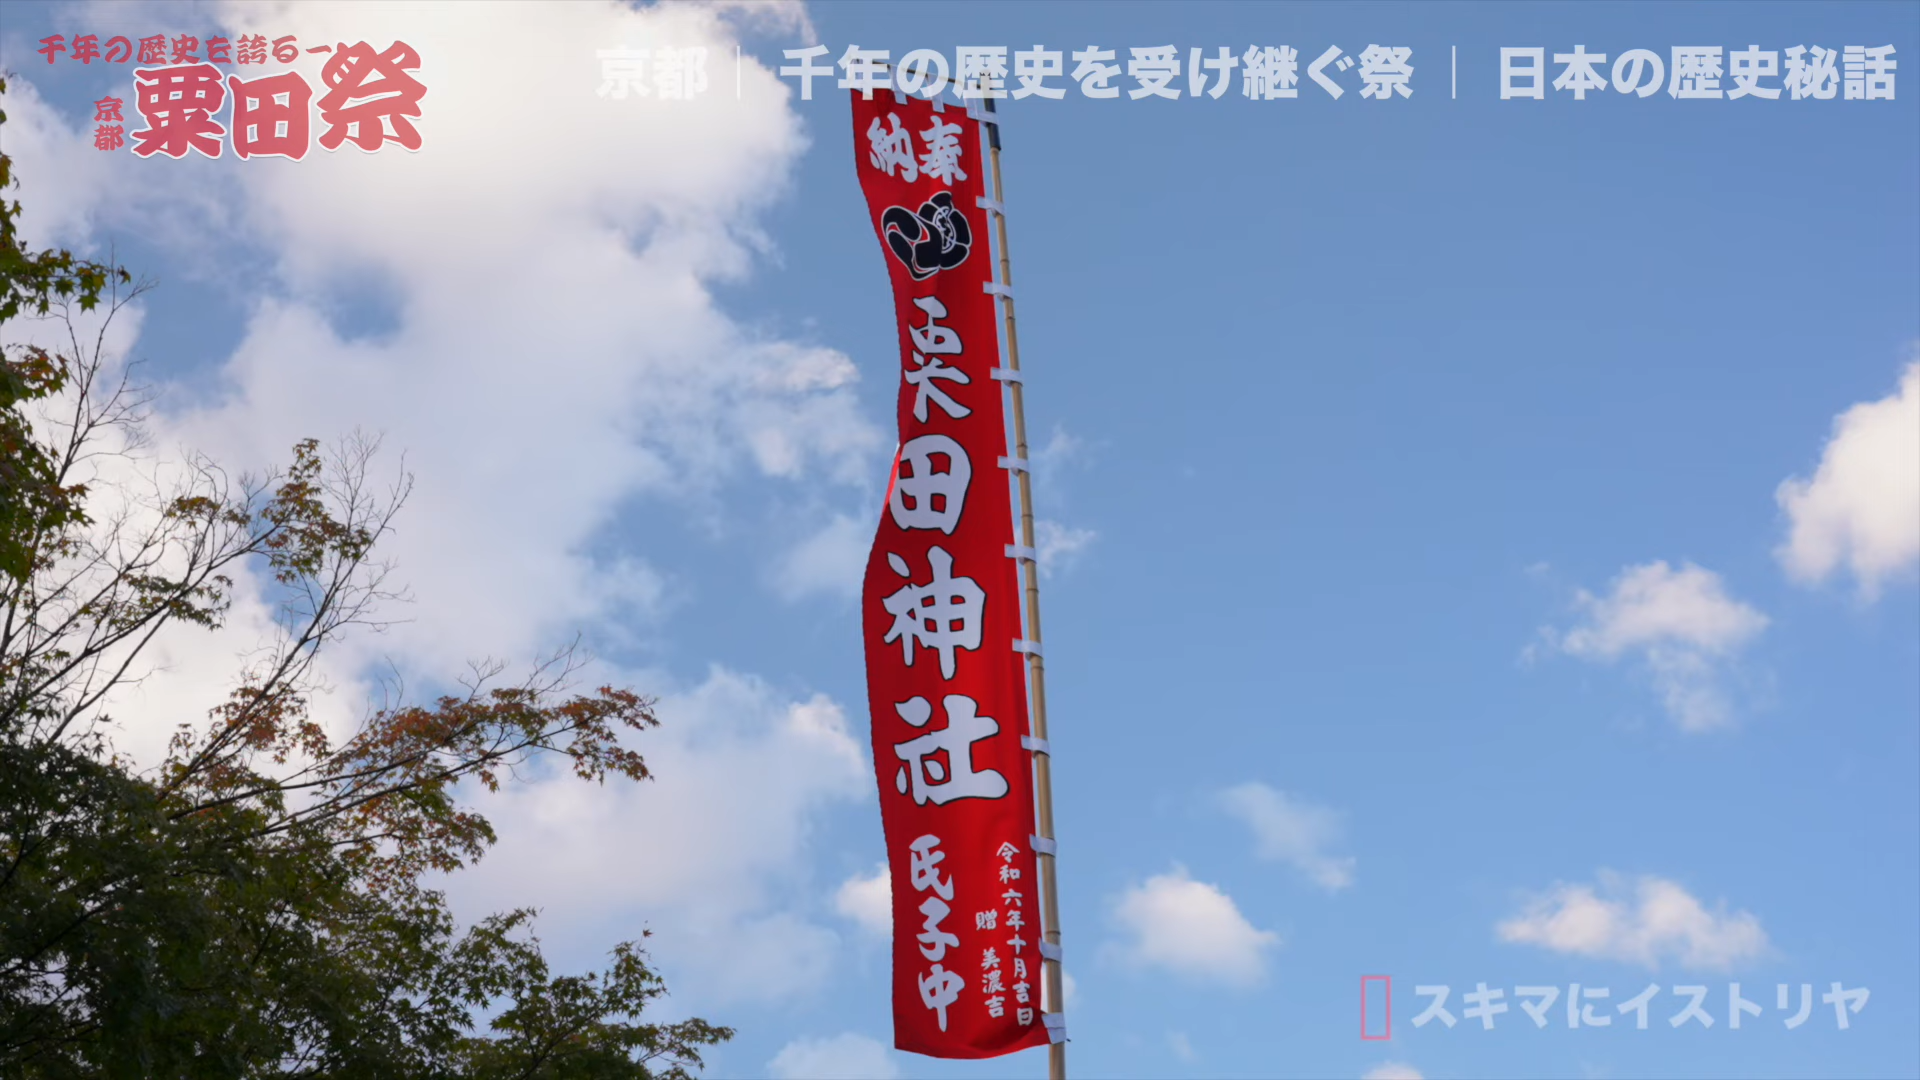 千年の歴史を誇る一
京都
粟田祭
京都｜千年の歴史を受け継ぐ祭｜日本の歴史秘話
奉納
粟田神社
氏子中
令和六年十月吉日
贈 美濃吉
スキマにイストリヤ